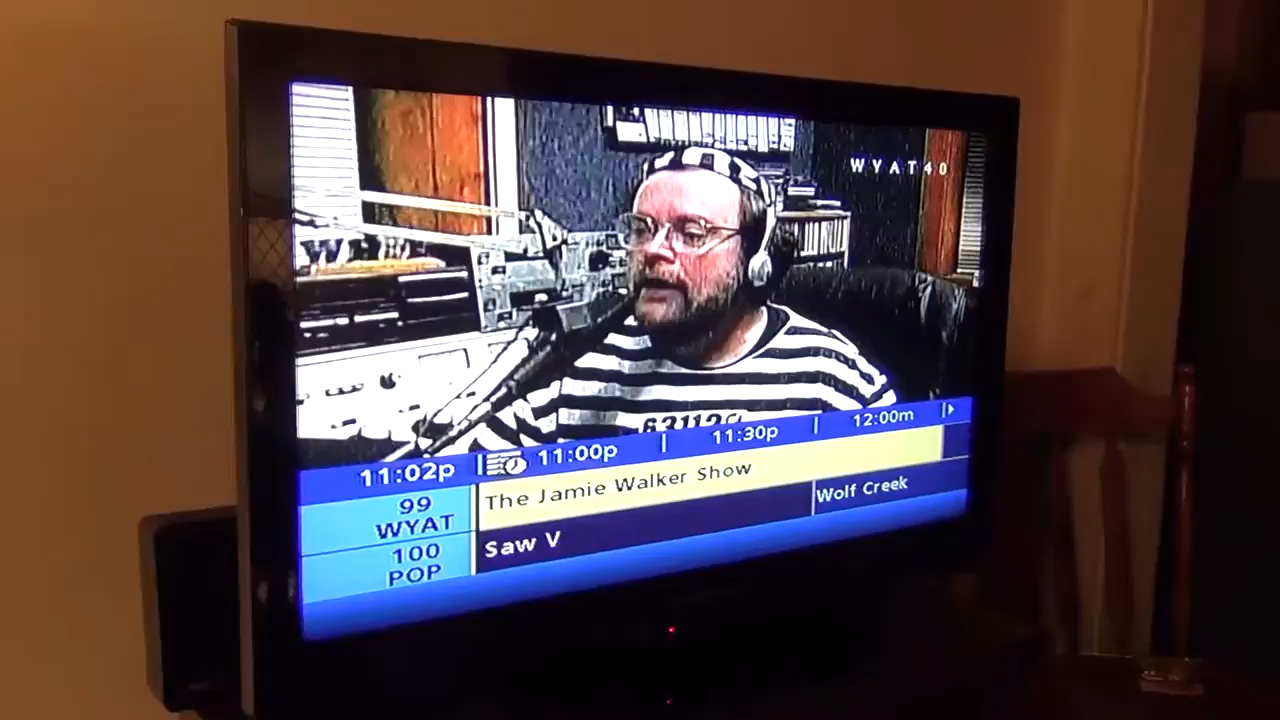 WYAT40
63112
11:02p
11:00p
11:30p
12:00m
99
WYAT
The Jamie Walker Show
100
POP
Saw V
Wolf Creek